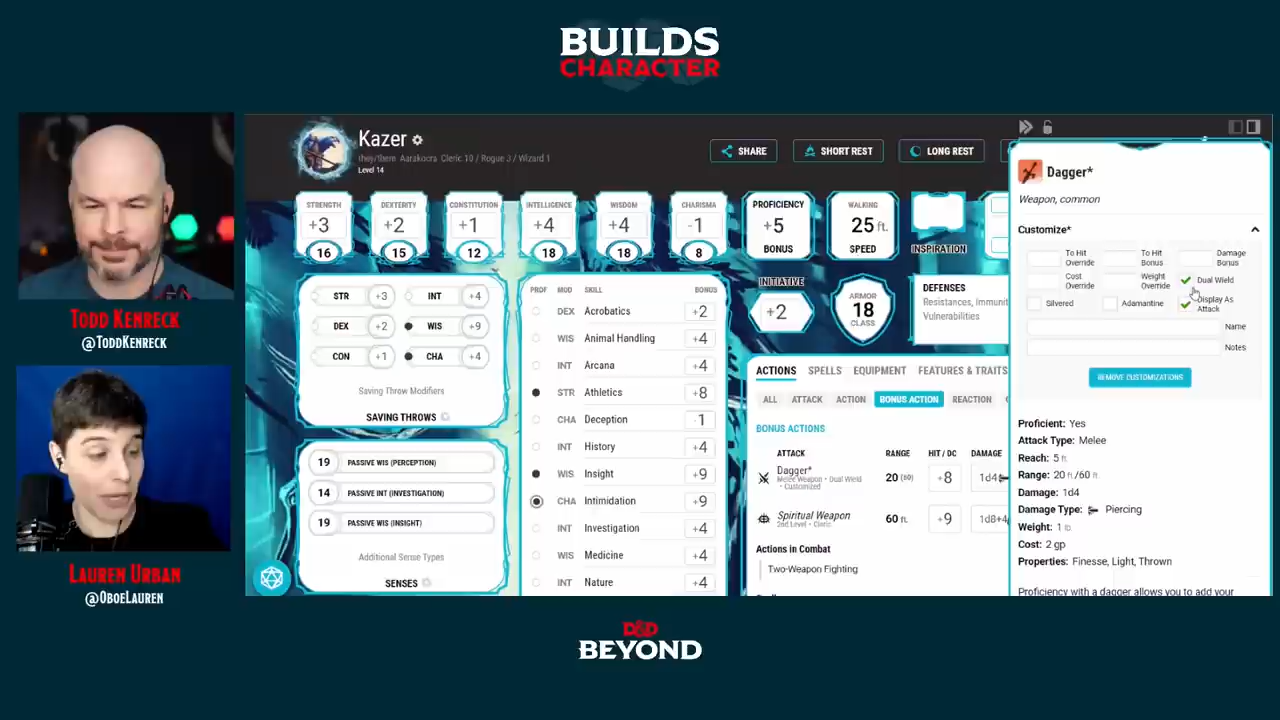 BUILDS
CHARACTER
TODD KENRECK
@TODDKENRECK
LAUREN URBAN
@OBOELAUREN
Kazer
they/them Aarakocra Cleric 10 / Rogue 3 / Wizard 1
Level 14
SHARE
SHORT REST
LONG REST
STRENGTH
+3
16
DEXTERITY
+2
15
CONSTITUTION
+1
12
INTELLIGENCE
+4
18
WISDOM
+4
18
CHARISMA
-1
8
PROFICIENCY
+5
BONUS
WALKING
25 ft.
SPEED
INSPIRATION
STR +3
INT +4
DEX +2
WIS +9
CON +1
CHA +4
Saving Throw Modifiers
SAVING THROWS
19 PASSIVE WIS (PERCEPTION)
14 PASSIVE INT (INVESTIGATION)
19 PASSIVE WIS (INSIGHT)
Additional Sense Types
SENSES
PROF MOD SKILL BONUS
DEX Acrobatics +2
WIS Animal Handling +4
INT Arcana +4
STR Athletics +8
CHA Deception -1
INT History +4
WIS Insight +9
CHA Intimidation +9
INT Investigation +4
WIS Medicine +4
INT Nature +4
INITIATIVE
+2
ARMOR
18
CLASS
DEFENSES
Resistances, Immunit
Vulnerabilities
ACTIONS SPELLS EQUIPMENT FEATURES & TRAITS
ALL ATTACK ACTION BONUS ACTION REACTION
BONUS ACTIONS
ATTACK RANGE HIT / DC DAMAGE
Dagger* 20 (60) +8 1d4
Melee Weapon • Dual Wield
• Customized
Spiritual Weapon 60 ft. +9 1d8+4
2nd Level • Cleric
Actions in Combat
Two-Weapon Fighting
Dagger*
Weapon, common
Customize*
To Hit Override
To Hit Bonus
Damage Bonus
Cost Override
Weight Override
Dual Wield
Silvered
Adamantine
Display As Attack
Name
Notes
REMOVE CUSTOMIZATIONS
Proficient: Yes
Attack Type: Melee
Reach: 5 ft
Range: 20 ft/60 ft
Damage: 1d4
Damage Type: Piercing
Weight: 1 lb.
Cost: 2 gp
Properties: Finesse, Light, Thrown
Proficiency with a dagger allows you to add your
D&D
BEYOND